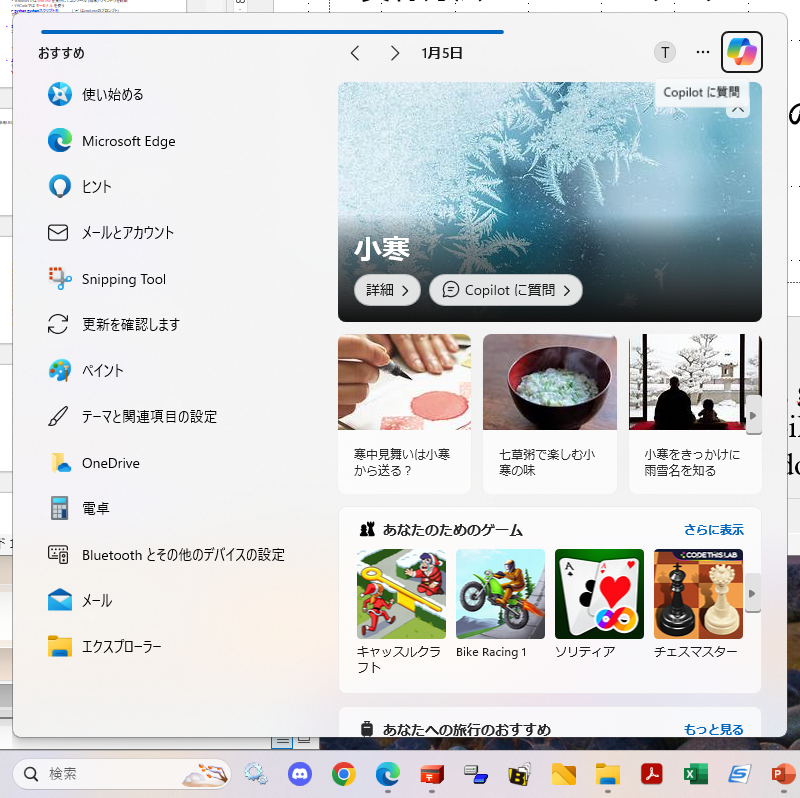 おすすめ
1月5日
T
Copilot に質問
使い始める
Microsoft Edge
ヒント
メールとアカウント
Snipping Tool
更新を確認します
ペイント
テーマと関連項目の設定
OneDrive
電卓
Bluetooth とその他のデバイスの設定
メール
エクスプローラー
小寒
詳細
Copilot に質問
寒中見舞いは小寒
から送る？
七草粥で楽しむ小
寒の味
小寒をきっかけに
雨雪名を知る
あなたのためのゲーム
さらに表示
CODETHISLAB
キャッスルクラ
フト
Bike Racing 1
ソリティア
チェスマスター
あなたへの旅行のおすすめ
もっと見る
検索